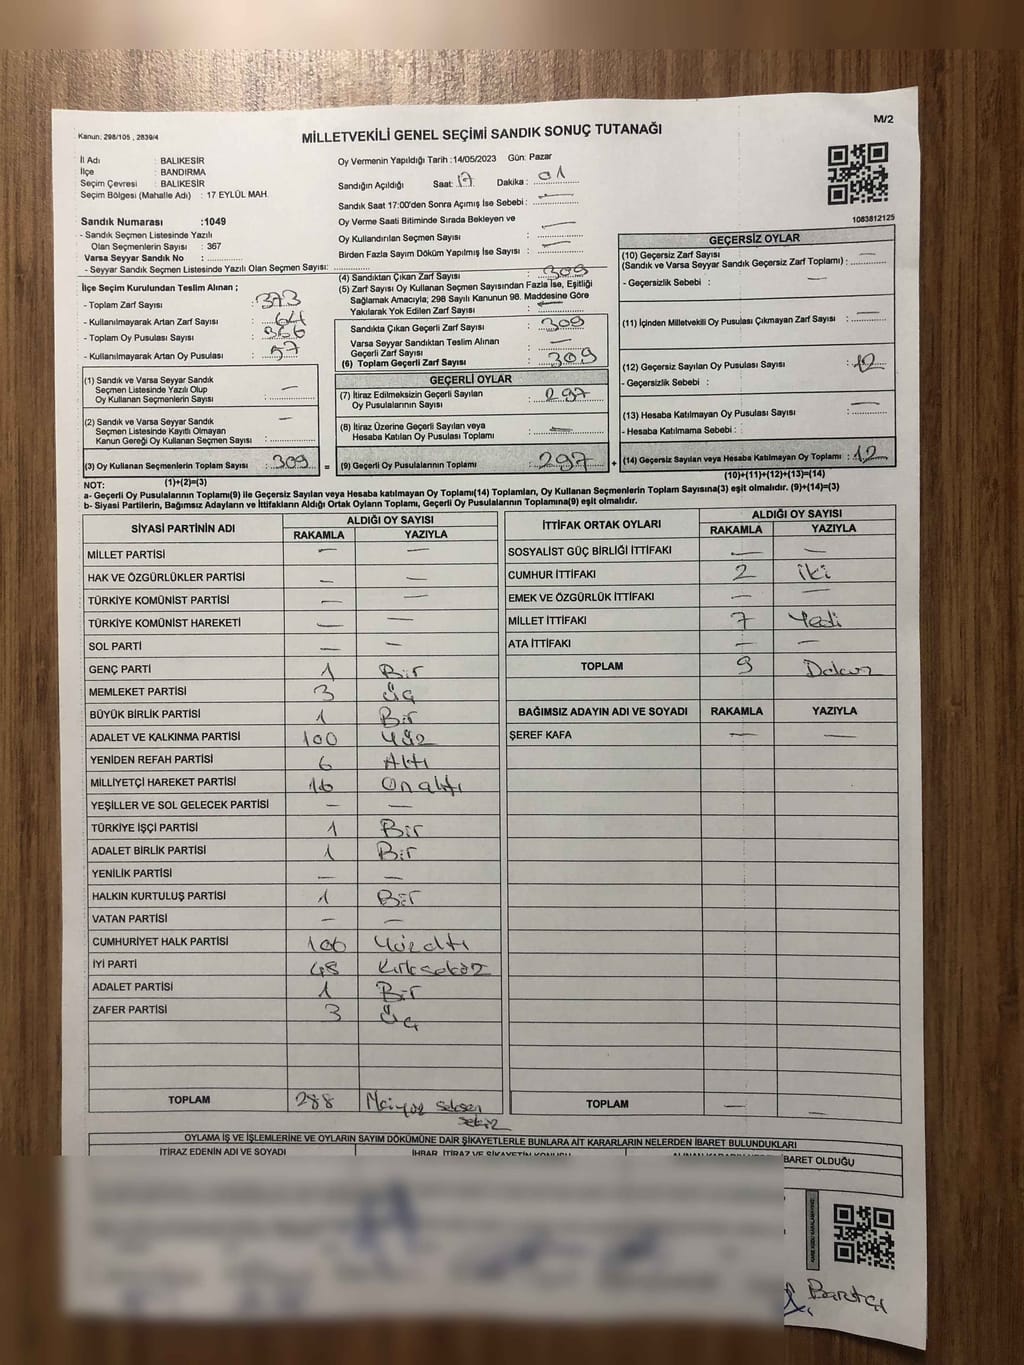 M/2
Kanun: 298/105 , 2839/4
MİLLETVEKİLİ GENEL SEÇİMİ SANDIK SONUÇ TUTANAĞI
İl Adı : BALIKESİR
İlçe : BANDIRMA
Seçim Çevresi : BALIKESİR
Seçim Bölgesi (Mahalle Adı) : 17 EYLÜL MAH.
Oy Vermenin Yapıldığı Tarih :14/05/2023 Gün: Pazar
Sandığın Açıldığı Saat: 17 Dakika : 01
Sandık Saat 17:00'den Sonra Açımış İse Sebebi : —
Oy Verme Saati Bitiminde Sırada Bekleyen ve
Oy Kullandırılan Seçmen Sayısı : —
Birden Fazla Sayım Döküm Yapılmış İse Sayısı : —
1083812125
Sandık Numarası :1049
- Sandık Seçmen Listesinde Yazılı
Olan Seçmenlerin Sayısı : 367
Varsa Seyyar Sandık No :
- Seyyar Sandık Seçmen Listesinde Yazılı Olan Seçmen Sayısı:
İlçe Seçim Kurulundan Teslim Alınan ;
- Toplam Zarf Sayısı : 373
- Kullanılmayarak Artan Zarf Sayısı : 64
- Toplam Oy Pusulası Sayısı : 366
- Kullanılmayarak Artan Oy Pusulası : 57
(4) Sandıktan Çıkan Zarf Sayısı : 309
(5) Zarf Sayısı Oy Kullanan Seçmen Sayısından Fazla İse, Eşitliği
Sağlamak Amacıyla; 298 Sayılı Kanunun 98. Maddesine Göre
Yakılarak Yok Edilen Zarf Sayısı : —
Sandıkta Çıkan Geçerli Zarf Sayısı : 309
Varsa Seyyar Sandıktan Teslim Alınan
Geçerli Zarf Sayısı : —
(6) Toplam Geçerli Zarf Sayısı : 309
GEÇERSİZ OYLAR
(10) Geçersiz Zarf Sayısı
(Sandık ve Varsa Seyyar Sandık Geçersiz Zarf Toplamı) : —
- Geçersizlik Sebebi : —
(11) İçinden Milletvekili Oy Pusulası Çıkmayan Zarf Sayısı : —
(12) Geçersiz Sayılan Oy Pusulası Sayısı : 12
- Geçersizlik Sebebi :
(13) Hesaba Katılmayan Oy Pusulası Sayısı : —
- Hesaba Katılmama Sebebi :
(14) Geçersiz Sayılan veya Hesaba Katılmayan Oy Toplamı : 12
(10)+(11)+(12)+(13)=(14)
(1) Sandık ve Varsa Seyyar Sandık
Seçmen Listesinde Yazılı Olup
Oy Kullanan Seçmenlerin Sayısı : —
(2) Sandık ve Varsa Seyyar Sandık
Seçmen Listesinde Kayıtlı Olmayan
Kanun Gereği Oy Kullanan Seçmen Sayısı : —
(3) Oy Kullanan Seçmenlerin Toplam Sayısı : 309 =
(1)+(2)=(3)
GEÇERLİ OYLAR
(7) İtiraz Edilmeksizin Geçerli Sayılan
Oy Pusulalarının Sayısı : 297
(8) İtiraz Üzerine Geçerli Sayılan veya
Hesaba Katılan Oy Pusulası Toplamı : —
(9) Geçerli Oy Pusulalarının Toplamı : 297 +
NOT:
a- Geçerli Oy Pusulalarının Toplamı(9) ile Geçersiz Sayılan veya Hesaba katılmayan Oy Toplamı(14) Toplamları, Oy Kullanan Seçmenlerin Toplam Sayısına(3) eşit olmalıdır. (9)+(14)=(3)
b- Siyasi Partilerin, Bağımsız Adayların ve İttifakların Aldığı Ortak Oyların Toplamı, Geçerli Oy Pusulalarının Toplamına(9) eşit olmalıdır.
SİYASİ PARTİNİN ADI ALDIĞI OY SAYISI
RAKAMLA YAZIYLA
MİLLET PARTİSİ — —
HAK VE ÖZGÜRLÜKLER PARTİSİ — —
TÜRKİYE KOMÜNİST PARTİSİ — —
TÜRKİYE KOMÜNİST HAREKETİ — —
SOL PARTİ — —
GENÇ PARTİ 1 Bir
MEMLEKET PARTİSİ 3 Üç
BÜYÜK BİRLİK PARTİSİ 1 Bir
ADALET VE KALKINMA PARTİSİ 100 Yüz
YENİDEN REFAH PARTİSİ 6 Altı
MİLLİYETÇİ HAREKET PARTİSİ 16 Onaltı
YEŞİLLER VE SOL GELECEK PARTİSİ — —
TÜRKİYE İŞÇİ PARTİSİ 1 Bir
ADALET BİRLİK PARTİSİ 1 Bir
YENİLİK PARTİSİ — —
HALKIN KURTULUŞ PARTİSİ 1 Bir
VATAN PARTİSİ — —
CUMHURİYET HALK PARTİSİ 106 Yüzaltı
İYİ PARTİ 48 Kırksekiz
ADALET PARTİSİ 1 Bir
ZAFER PARTİSİ 3 Üç
TOPLAM 288 İkiyüz seksen
sekiz
İTTİFAK ORTAK OYLARI ALDIĞI OY SAYISI
RAKAMLA YAZIYLA
SOSYALİST GÜÇ BİRLİĞİ İTTİFAKI — —
CUMHUR İTTİFAKI 2 iki
EMEK VE ÖZGÜRLÜK İTTİFAKI — —
MİLLET İTTİFAKI 7 Yedi
ATA İTTİFAKI — —
TOPLAM 9 Dokuz
BAĞIMSIZ ADAYIN ADI VE SOYADI RAKAMLA YAZIYLA
ŞEREF KAFA — —
TOPLAM — —
OYLAMA İŞ VE İŞLEMLERİNE VE OYLARIN SAYIM DÖKÜMÜNE DAİR ŞİKAYETLERLE BUNLARA AİT KARARLARIN NELERDEN İBARET BULUNDUKLARI
İTİRAZ EDENİN ADI VE SOYADI İHBAR, İTİRAZ VE ŞİKAYETİN KONUSU İBARET OLDUĞU